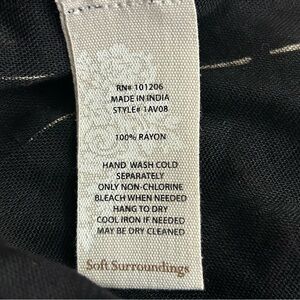 RN# 101206
MADE IN INDIA
STYLE# 1AV08
100% RAYON
HAND WASH COLD
SEPARATELY
ONLY NON-CHLORINE
BLEACH WHEN NEEDED
HANG TO DRY
COOL IRON IF NEEDED
MAY BE DRY CLEANED
Soft Surroundings